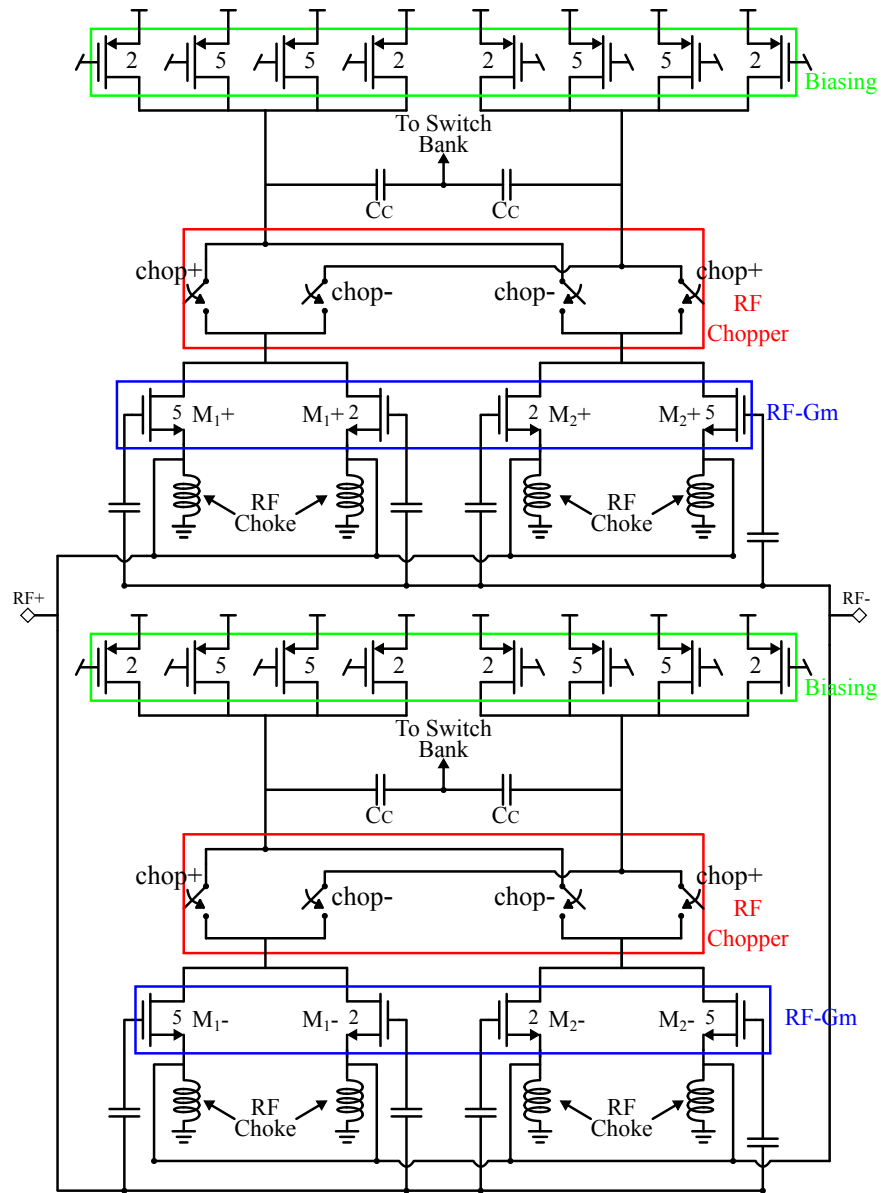 2 5 5 2 2 5 5 2
Biasing
To Switch
Bank
CC CC
chop+ chop- chop- chop+
RF
Chopper
5 M1+ M1+ 2 2 M2+ M2+ 5 RF-Gm
RF
Choke
RF
Choke
RF+ RF-
2 5 5 2 2 5 5 2
Biasing
To Switch
Bank
CC CC
chop+ chop- chop- chop+
RF
Chopper
5 M1- M1- 2 2 M2- M2- 5 RF-Gm
RF
Choke
RF
Choke